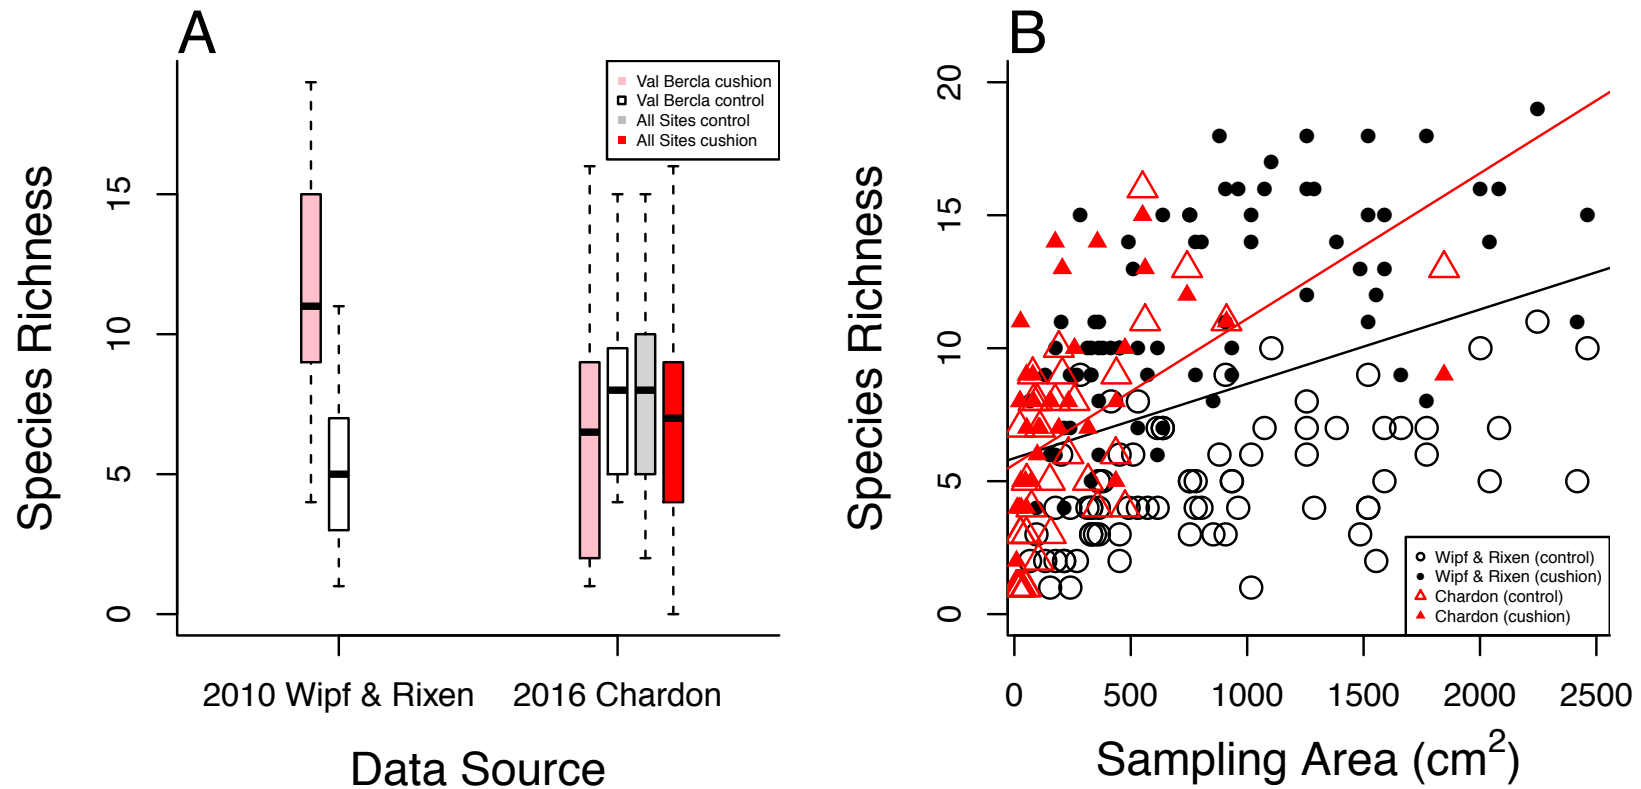 A
Species Richness
0
5
10
15
Val Bercla cushion
Val Bercla control
All Sites control
All Sites cushion
2010 Wipf & Rixen
2016 Chardon
Data Source
B
Species Richness
0
5
10
15
20
Wipf & Rixen (control)
Wipf & Rixen (cushion)
Chardon (control)
Chardon (cushion)
0
500
1000
1500
2000
2500
Sampling Area (cm²)